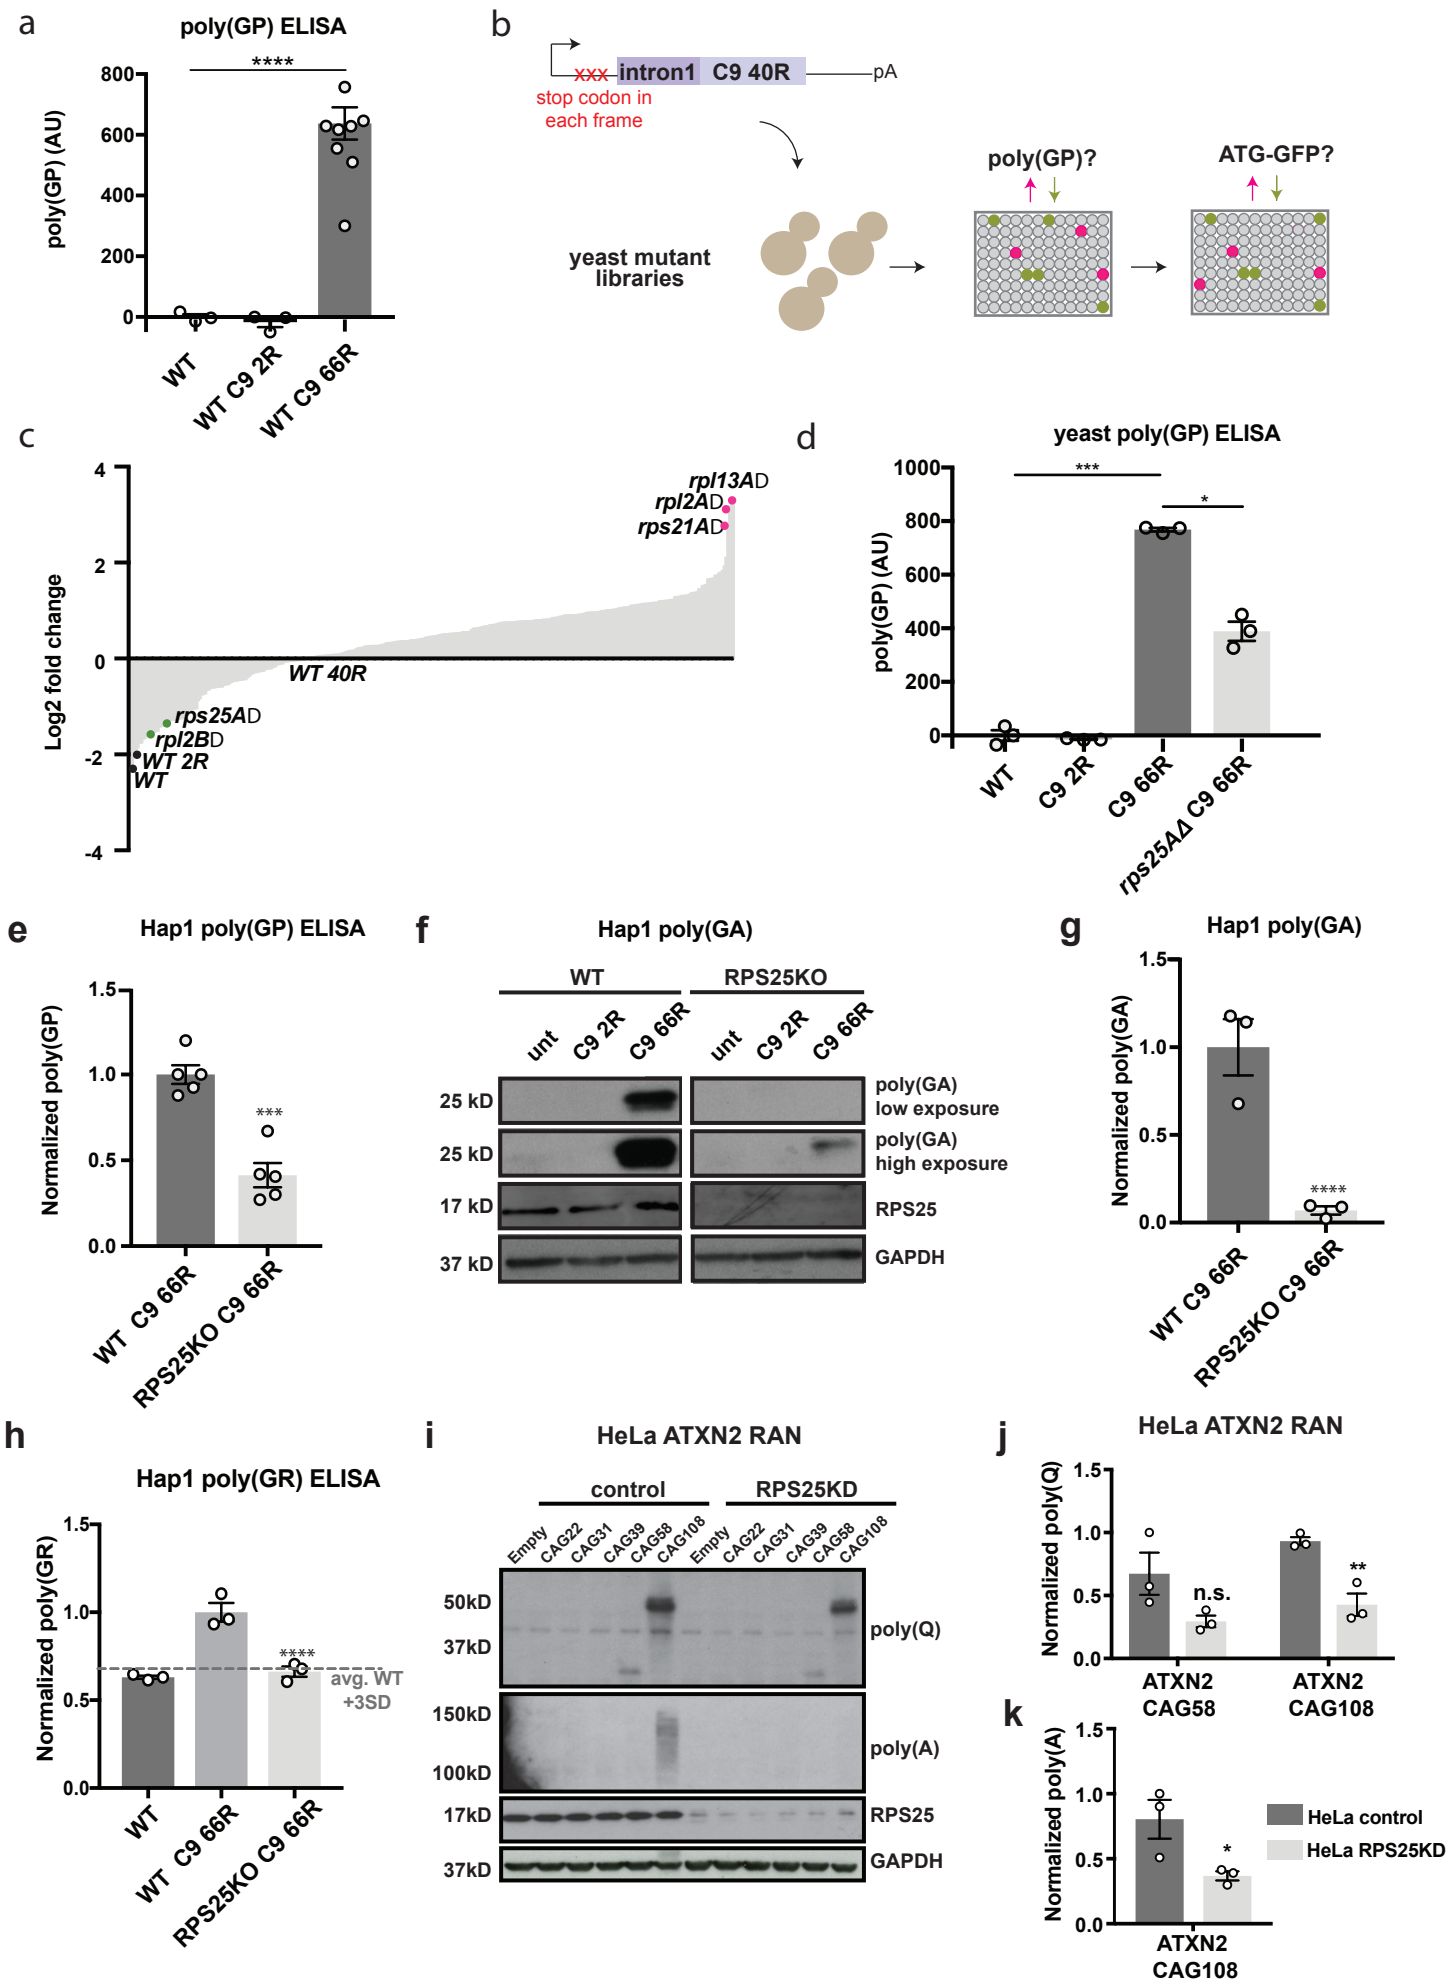 a
poly(GP) ELISA
****
800
600
400
200
0
poly(GP) (AU)
WT
WT C9 2R
WT C9 66R
b
xxx
intron1
C9 40R
pA
stop codon in
each frame
yeast mutant
libraries
poly(GP)?
ATG-GFP?
c
4
2
0
-2
-4
Log2 fold change
rpl13AD
rpl2AD
rps21AD
WT 40R
rps25AD
rpl2BD
WT 2R
WT
d
yeast poly(GP) ELISA
***
*
1000
800
600
400
200
0
poly(GP) (AU)
WT
C9 2R
C9 66R
rps25AΔ C9 66R
e
Hap1 poly(GP) ELISA
1.5
1.0
0.5
0.0
Normalized poly(GP)
***
WT C9 66R
RPS25KO C9 66R
f
Hap1 poly(GA)
WT
RPS25KO
unt
C9 2R
C9 66R
unt
C9 2R
C9 66R
25 kD
poly(GA)
low exposure
25 kD
poly(GA)
high exposure
17 kD
RPS25
37 kD
GAPDH
g
Hap1 poly(GA)
1.5
1.0
0.5
0.0
Normalized poly(GA)
****
WT C9 66R
RPS25KO C9 66R
h
Hap1 poly(GR) ELISA
1.5
1.0
0.5
0.0
Normalized poly(GR)
****
avg. WT
+3SD
WT
WT C9 66R
RPS25KO C9 66R
i
HeLa ATXN2 RAN
control
RPS25KD
Empty
CAG22
CAG31
CAG39
CAG58
CAG108
Empty
CAG22
CAG31
CAG39
CAG58
CAG108
50kD
37kD
poly(Q)
150kD
100kD
poly(A)
17kD
RPS25
37kD
GAPDH
j
HeLa ATXN2 RAN
1.5
1.0
0.5
0.0
Normalized poly(Q)
n.s.
**
ATXN2
CAG58
ATXN2
CAG108
k
1.5
1.0
0.5
0.0
Normalized poly(A)
*
ATXN2
CAG108
HeLa control
HeLa RPS25KD